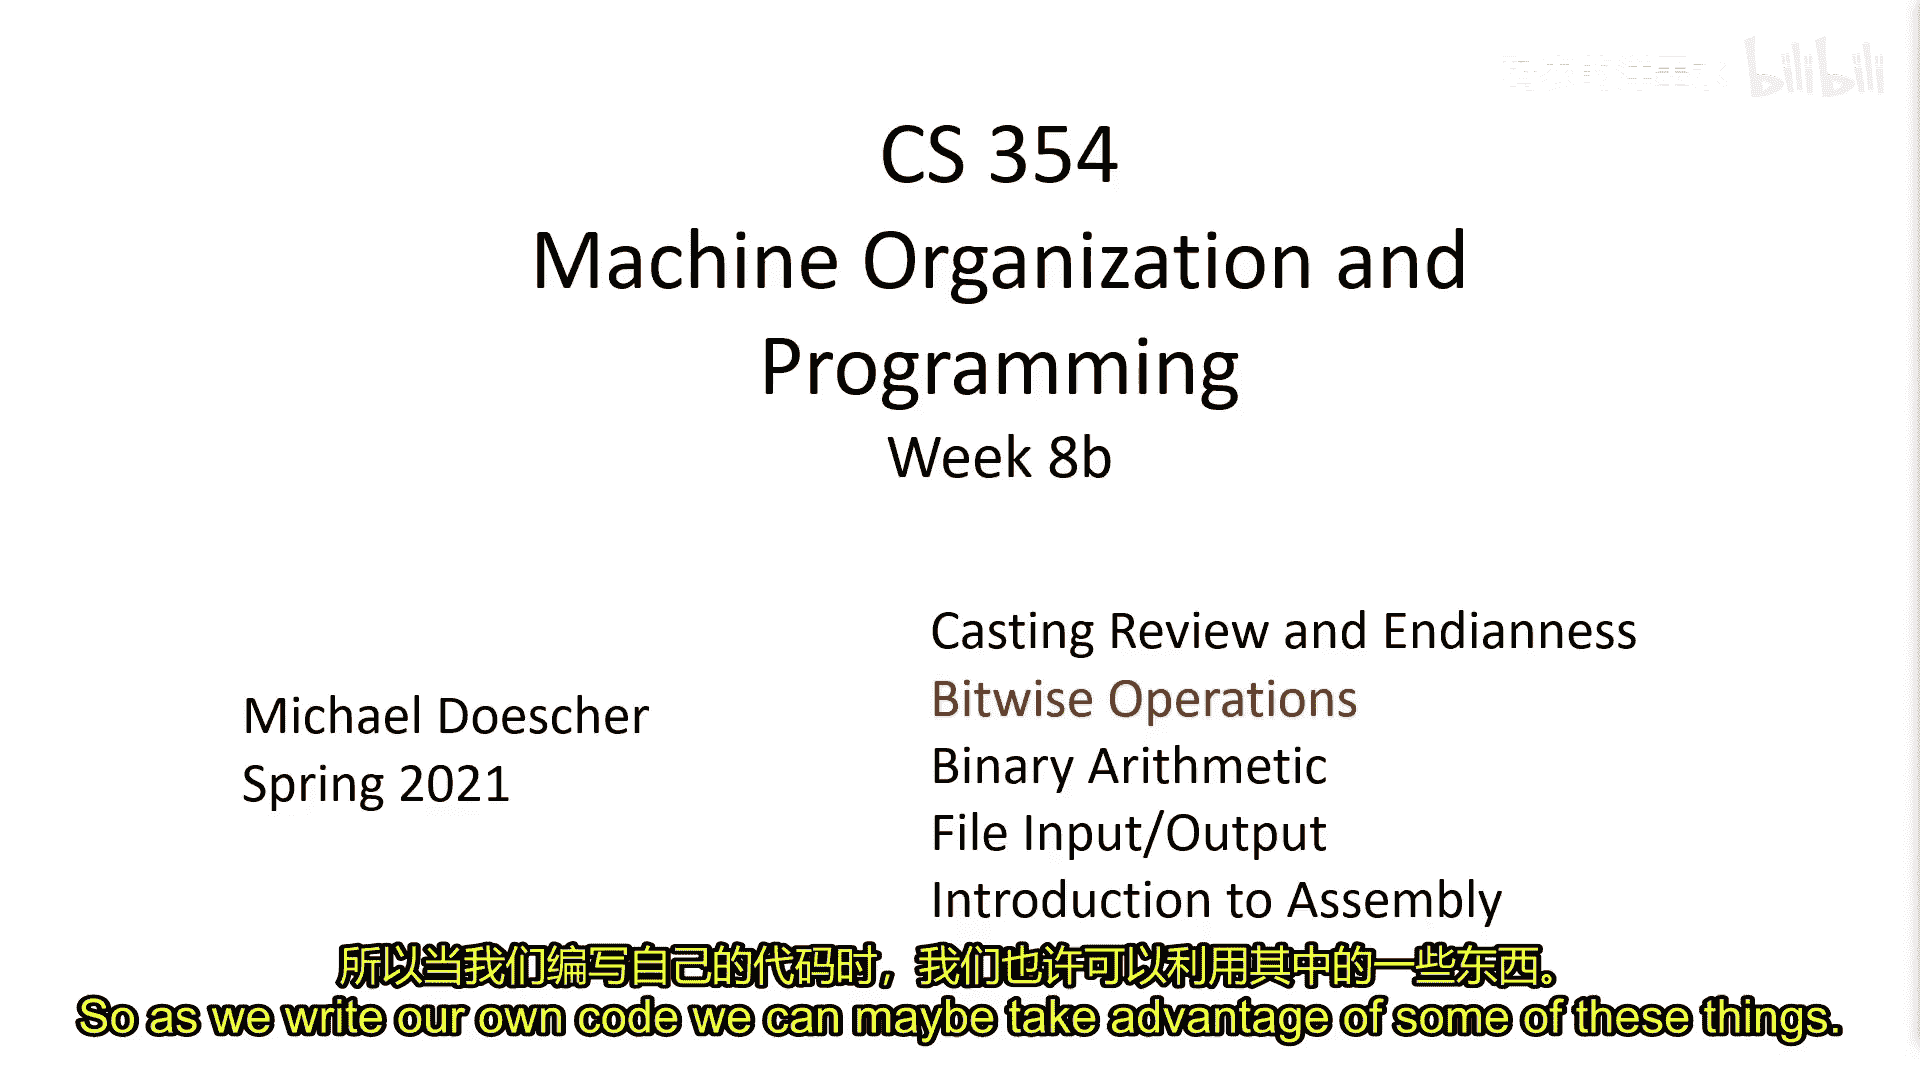 bilibili
CS 354
Machine Organization and
Programming
Week 8b
Michael Doescher
Spring 2021
Casting Review and Endianness
Bitwise Operations
Binary Arithmetic
File Input/Output
Introduction to Assembly
所以当我们编写自己的代码时，我们也许可以利用其中的一些东西。
So as we write our own code we can maybe take advantage of some of these things.